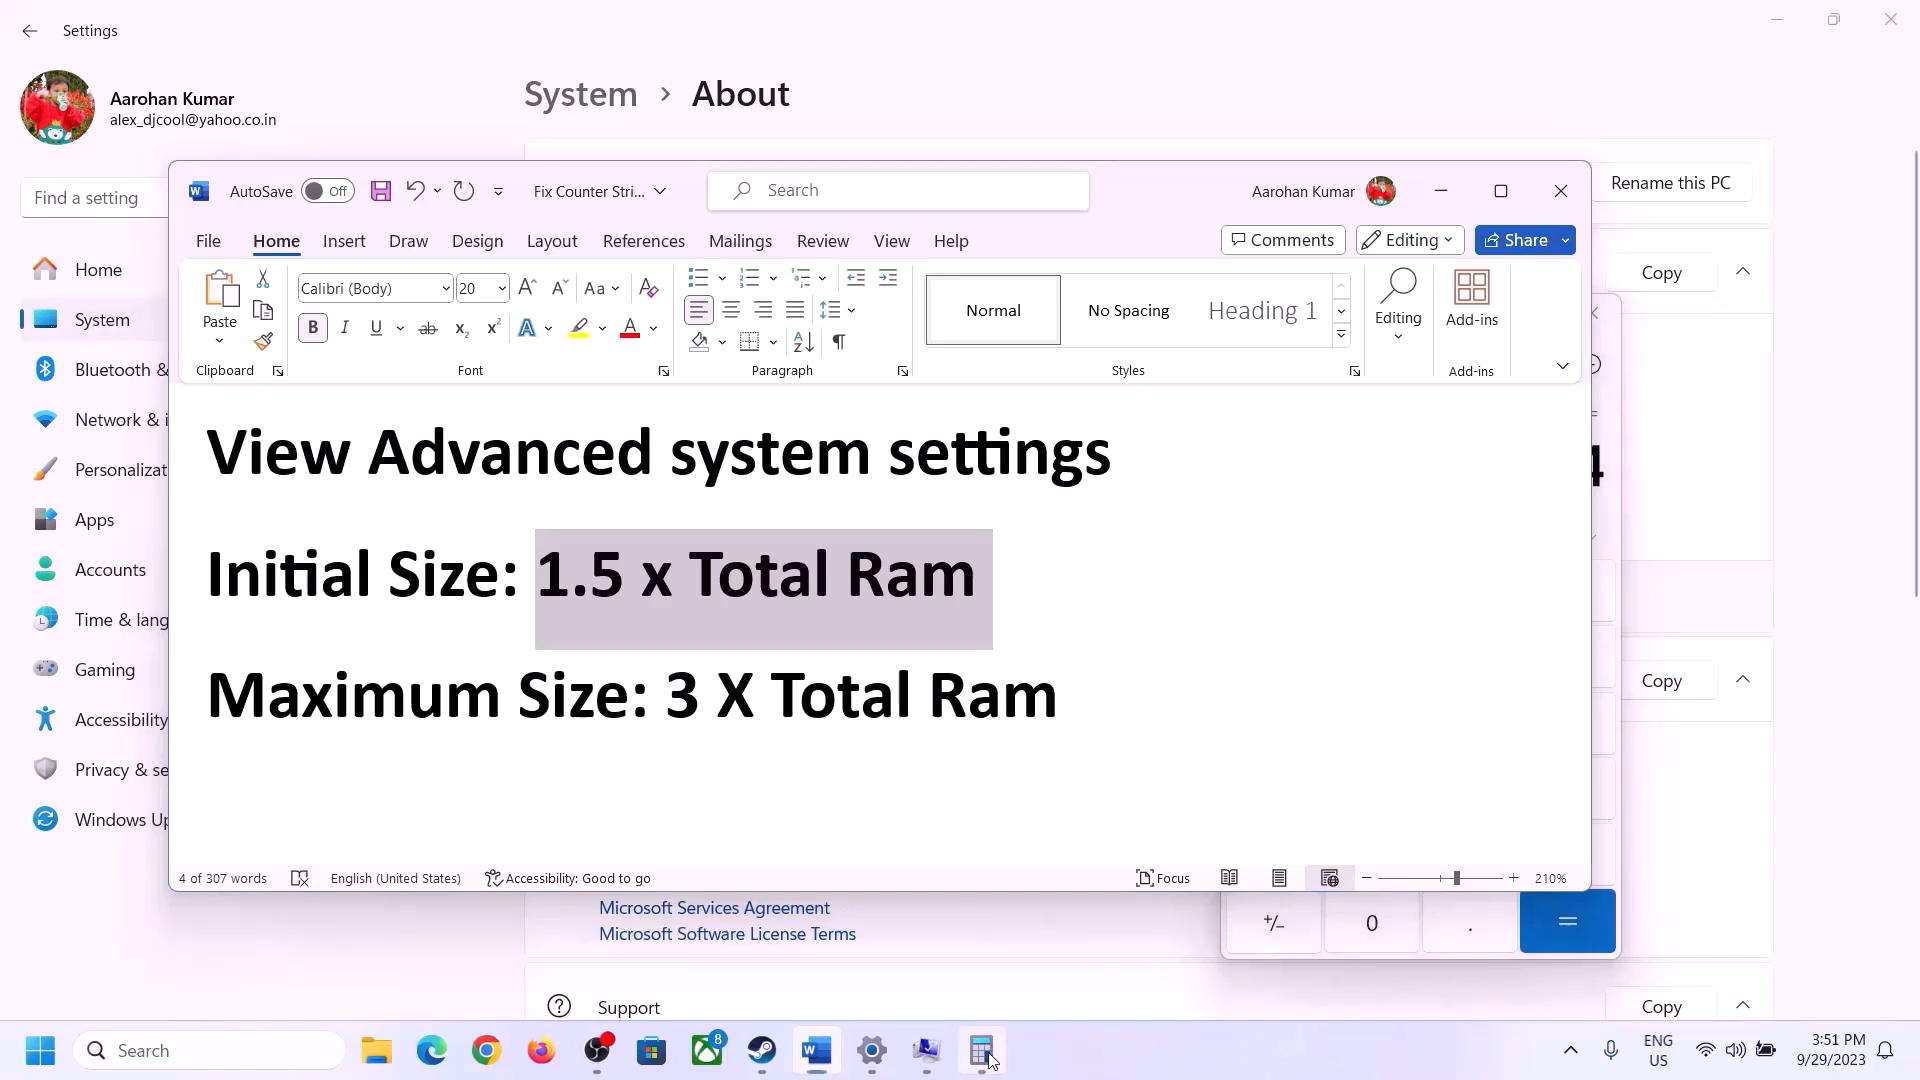 Settings
Aarohan Kumar
alex_djcool@yahoo.co.in
System > About
Find a setting
Home
System
Bluetooth &
Network & i
Personalizat
Apps
Accounts
Time & lang
Gaming
Accessibility
Privacy & se
Windows Up
Rename this PC
Copy
Copy
AutoSave Off
Fix Counter Stri...
Search
Aarohan Kumar
File Home Insert Draw Design Layout References Mailings Review View Help
Comments Editing Share
Paste
Calibri (Body) 20
Normal
No Spacing
Heading 1
Editing
Add-ins
Clipboard Font Paragraph Styles Add-ins
View Advanced system settings
Initial Size: 1.5 x Total Ram
Maximum Size: 3 X Total Ram
4 of 307 words English (United States) Accessibility: Good to go Focus 210%
4
Microsoft Services Agreement
Microsoft Software License Terms
+/- 0 . =
Support
Copy
Search
8
ENG
US
3:51 PM
9/29/2023